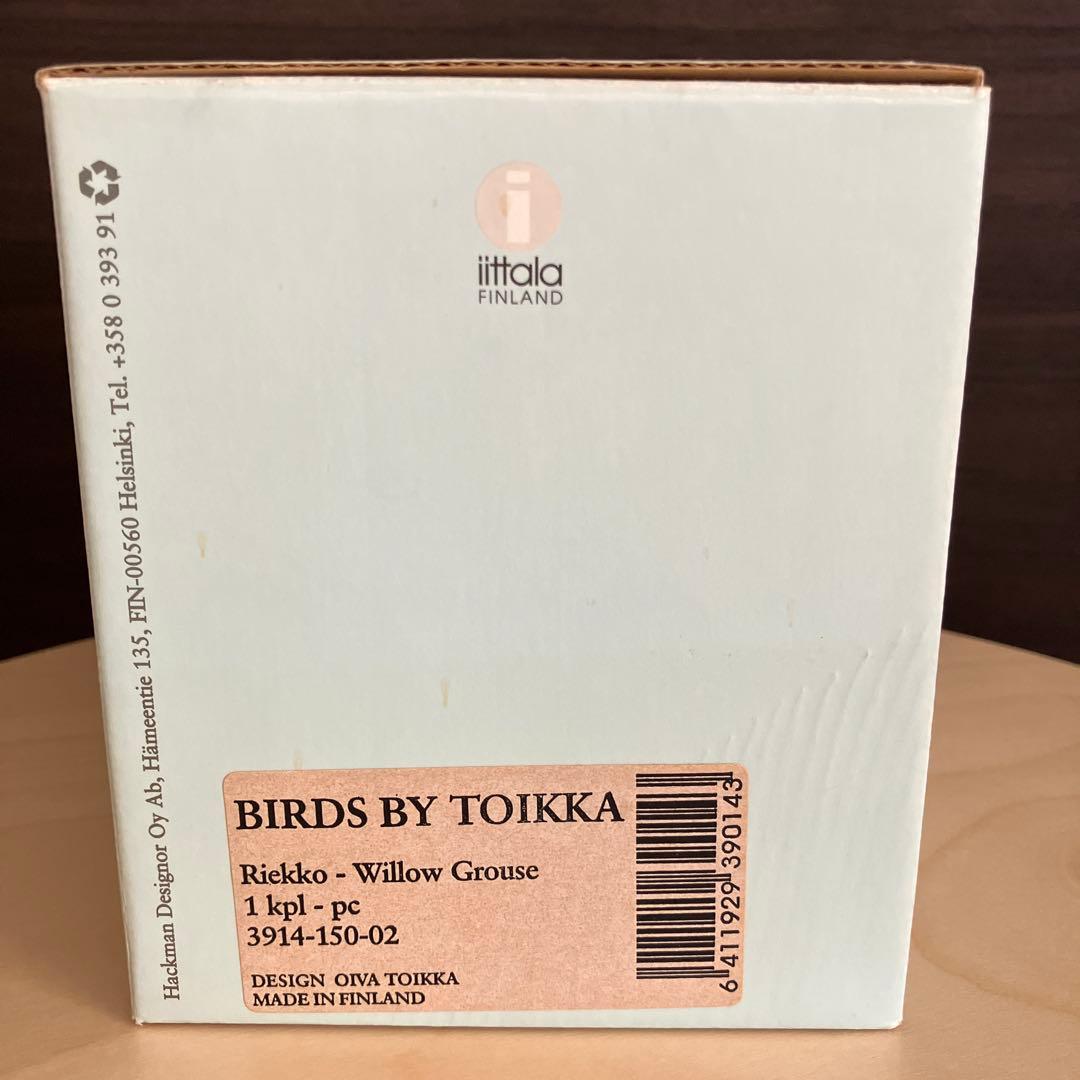 i
iittala
FINLAND
Hackman Designor Oy Ab, Hämeentie 135, FIN-00560 Helsinki, Tel. +358 0 393 91
BIRDS BY TOIKKA
Riekko - Willow Grouse
1 kpl - pc
3914-150-02
DESIGN OIVA TOIKKA
MADE IN FINLAND
6 411929 390143